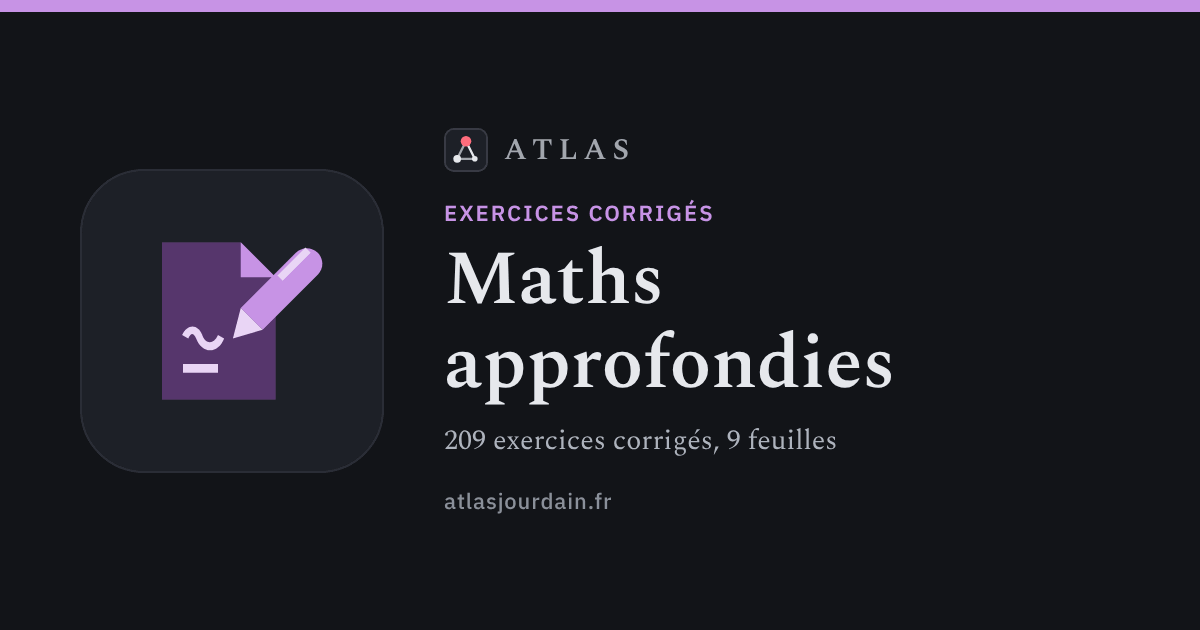 ATLAS
EXERCICES CORRIGÉS
Maths
approfondies
209 exercices corrigés, 9 feuilles
atlasjourdain.fr